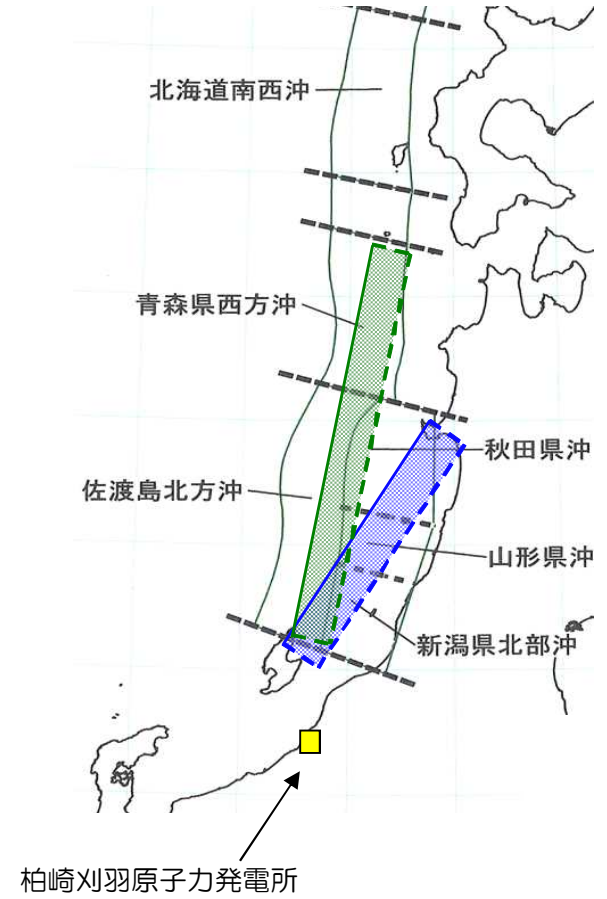 北海道南西沖
青森県西方沖
秋田県沖
佐渡島北方沖
山形県沖
新潟県北部沖
柏崎刈羽原子力発電所